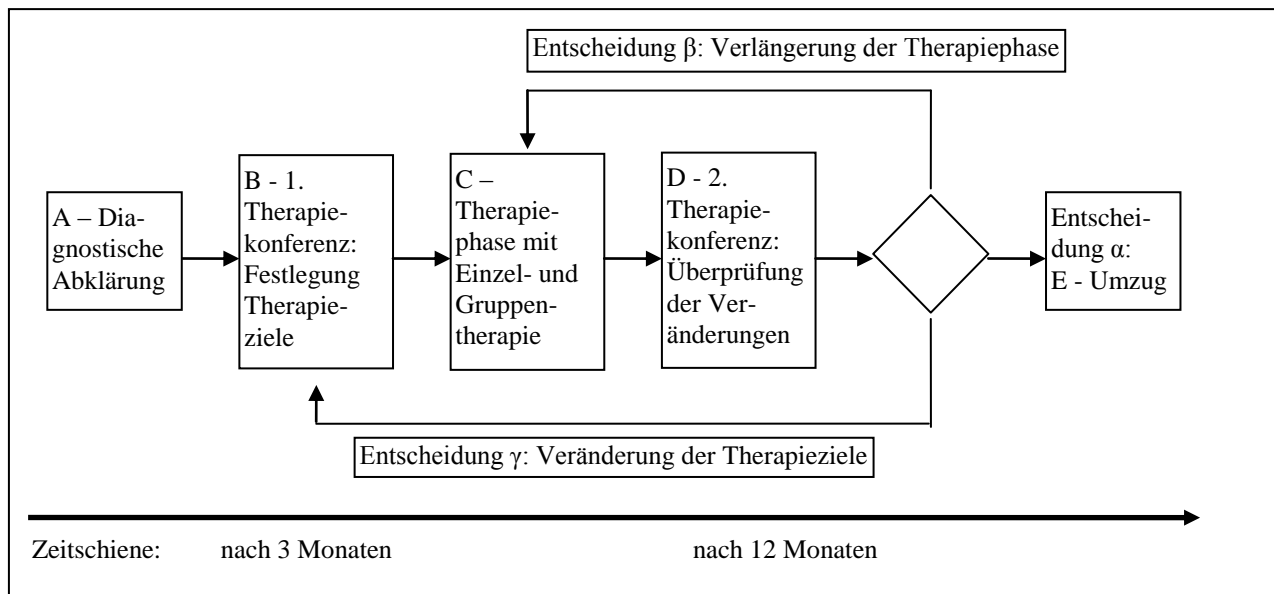 Entscheidung β: Verlängerung der Therapiephase
A – Dia-
gnostische
Abklärung
B - 1.
Therapie-
konferenz:
Festlegung
Therapie-
ziele
C –
Therapie-
phase mit
Einzel- und
Gruppen-
therapie
D - 2.
Therapie-
konferenz:
Überprüfung
der Ver-
änderungen
Entschei-
dung α:
E - Umzug
Entscheidung γ: Veränderung der Therapieziele
Zeitschiene: nach 3 Monaten nach 12 Monaten